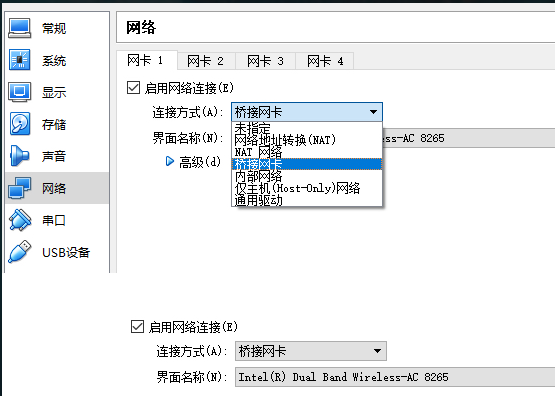 常规
系统
显示
存储
声音
网络
串口
USB设备
网络
网卡 1 网卡 2 网卡 3 网卡 4
启用网络连接(E)
连接方式(A): 桥接网卡
界面名称(N): ess-AC 8265
高级(d)
未指定
网络地址转换(NAT)
NAT 网络
桥接网卡
内部网络
仅主机(Host-Only)网络
通用驱动
启用网络连接(E)
连接方式(A): 桥接网卡
界面名称(N): Intel(R) Dual Band Wireless-AC 8265